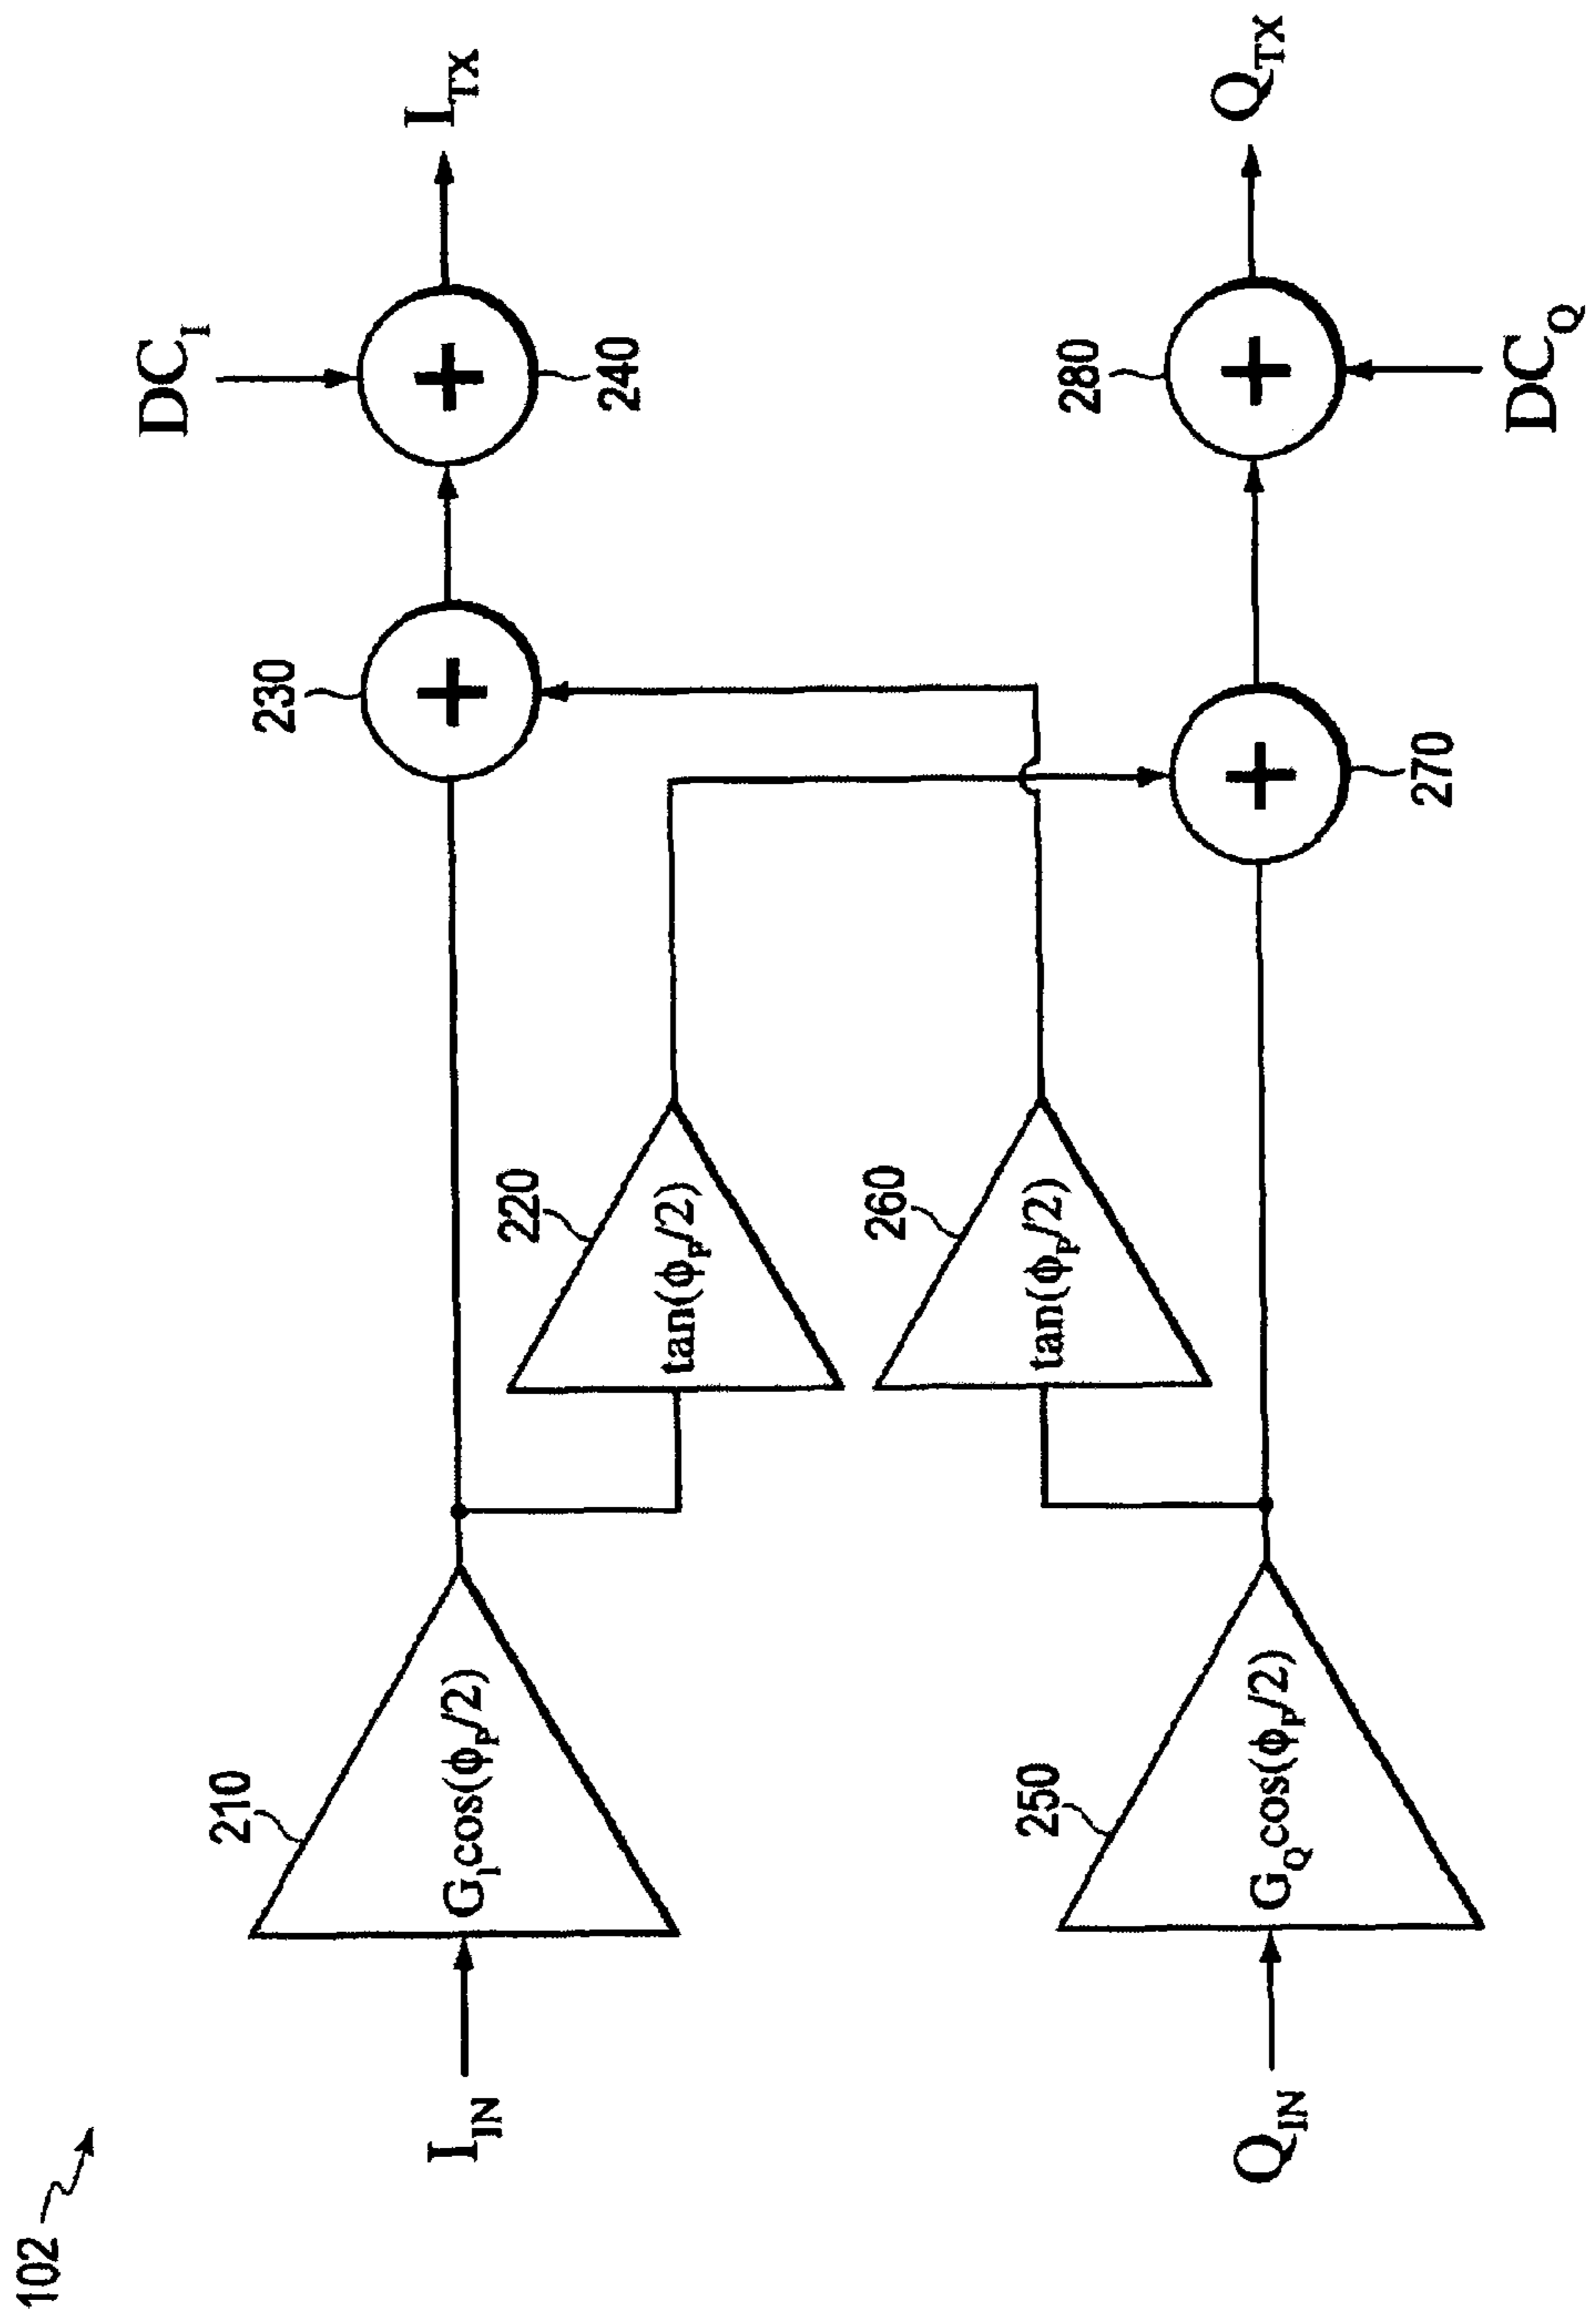 102
I_IN
210
G_I cos(ϕ_P/2)
220
tan(ϕ_P/2)
230
DC_I
240
I_TX
Q_IN
250
G_Q cos(ϕ_P/2)
260
tan(ϕ_P/2)
270
280
DC_Q
Q_TX